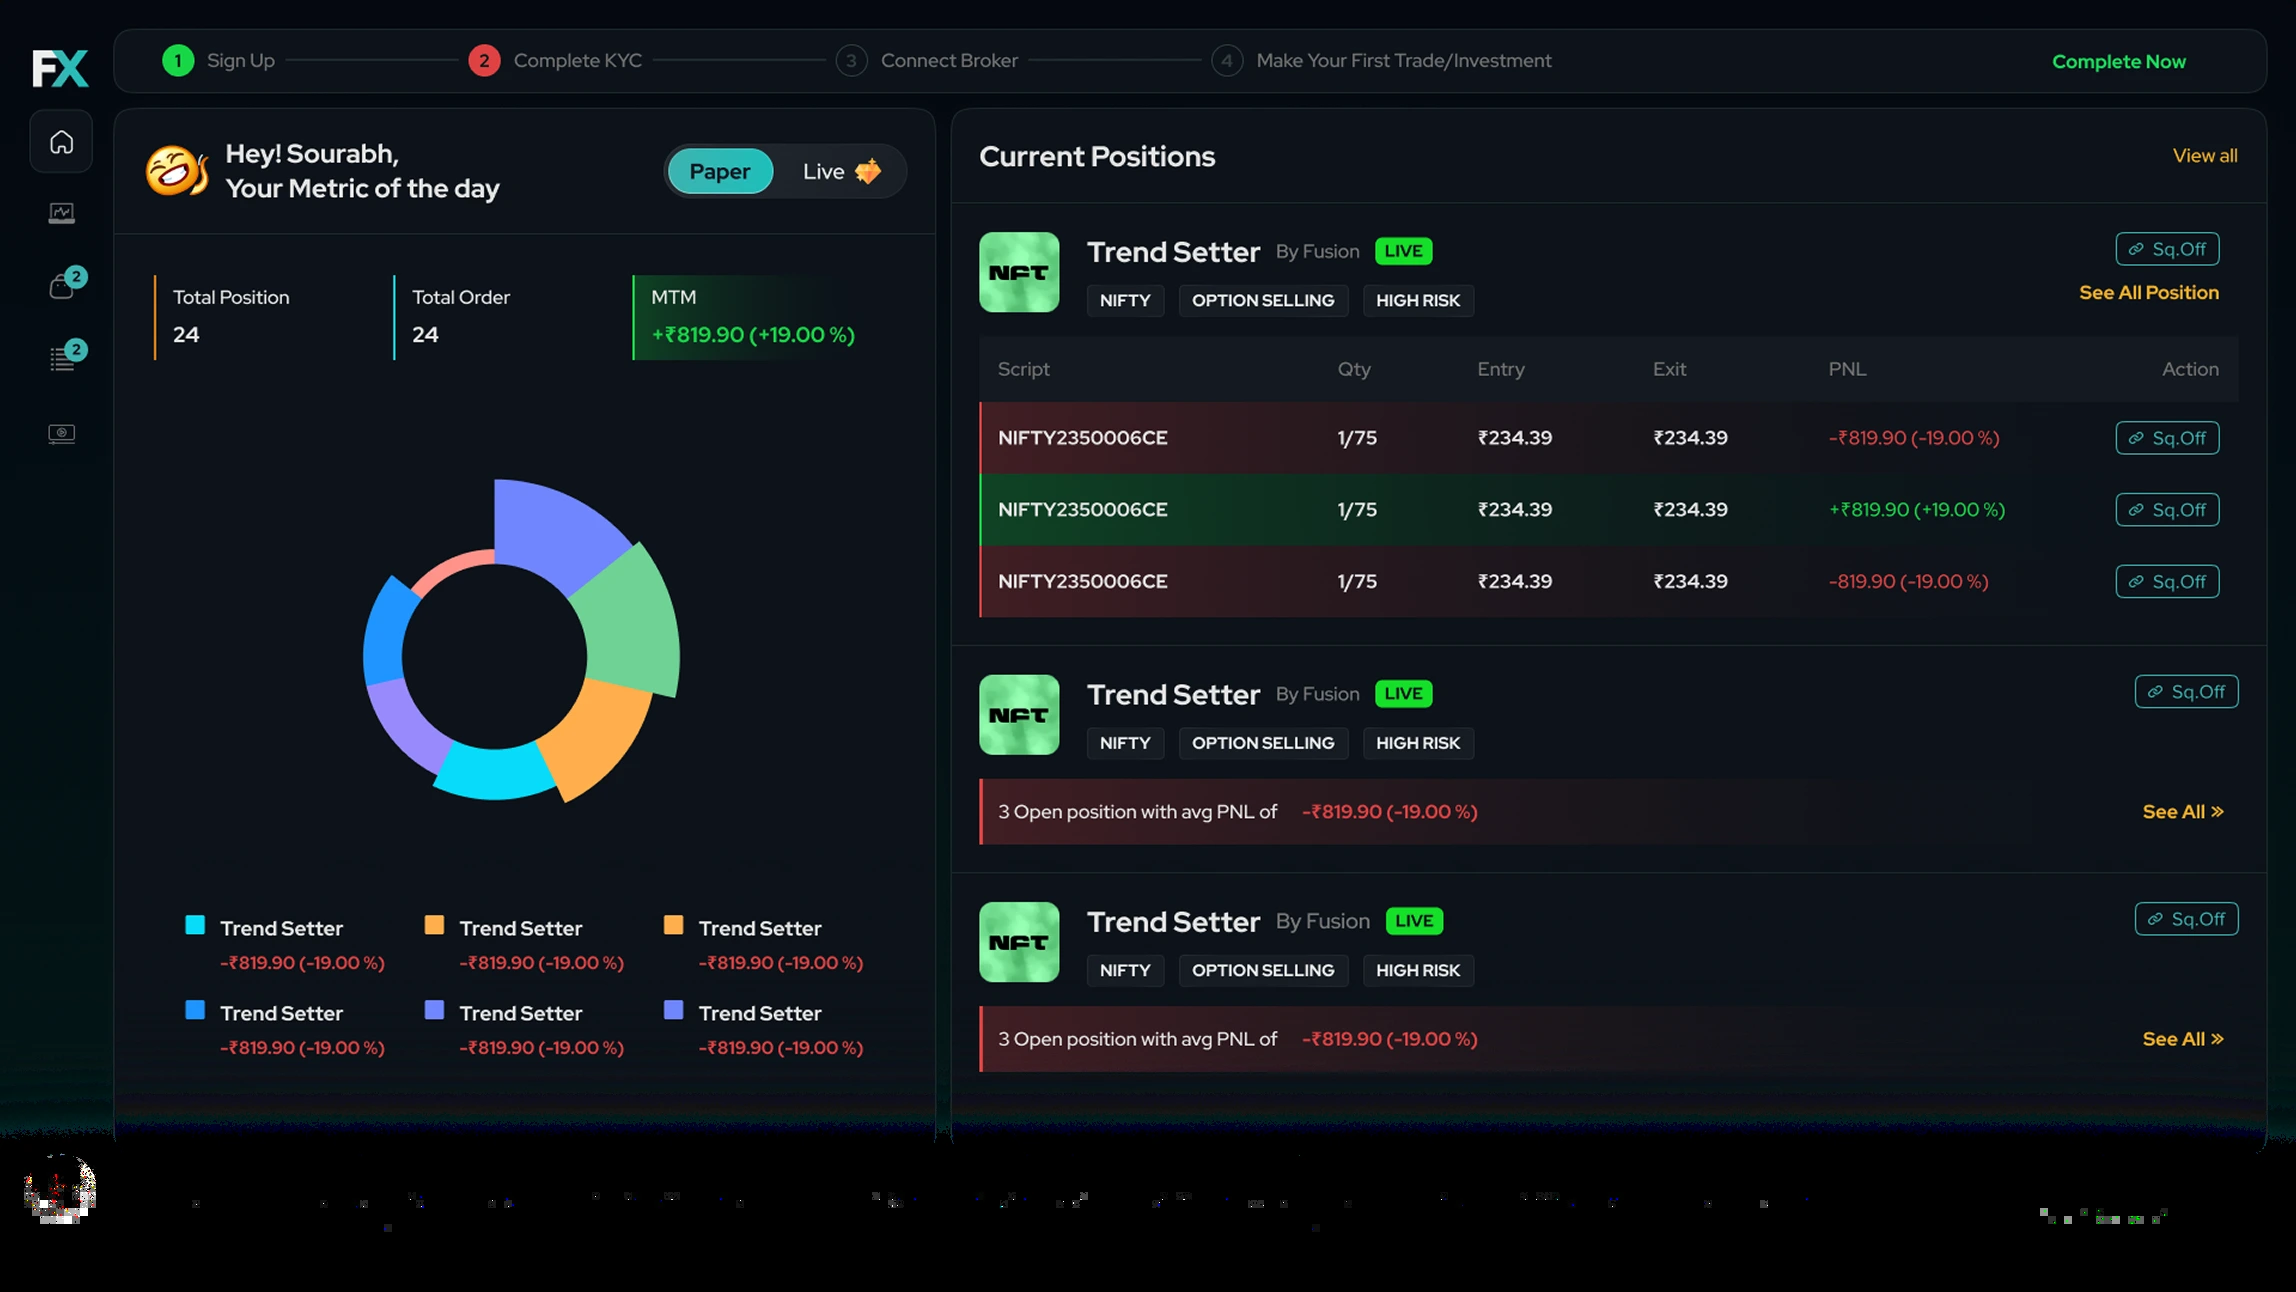 FX
1 Sign Up
2 Complete KYC
3 Connect Broker
4 Make Your First Trade/Investment
Complete Now
2
2
Hey! Sourabh,
Your Metric of the day
Paper
Live
Total Position
24
Total Order
24
MTM
+₹819.90 (+19.00 %)
Trend Setter
-₹819.90 (-19.00 %)
Trend Setter
-₹819.90 (-19.00 %)
Trend Setter
-₹819.90 (-19.00 %)
Trend Setter
-₹819.90 (-19.00 %)
Trend Setter
-₹819.90 (-19.00 %)
Trend Setter
-₹819.90 (-19.00 %)
Current Positions
View all
NFT
Trend Setter By Fusion LIVE
NIFTY OPTION SELLING HIGH RISK
Sq.Off
See All Position
Script Qty Entry Exit PNL Action
NIFTY2350006CE 1/75 ₹234.39 ₹234.39 -₹819.90 (-19.00 %) Sq.Off
NIFTY2350006CE 1/75 ₹234.39 ₹234.39 +₹819.90 (+19.00 %) Sq.Off
NIFTY2350006CE 1/75 ₹234.39 ₹234.39 -819.90 (-19.00 %) Sq.Off
NFT
Trend Setter By Fusion LIVE
NIFTY OPTION SELLING HIGH RISK
Sq.Off
3 Open position with avg PNL of -₹819.90 (-19.00 %) See All
NFT
Trend Setter By Fusion LIVE
NIFTY OPTION SELLING HIGH RISK
Sq.Off
3 Open position with avg PNL of -₹819.90 (-19.00 %) See All